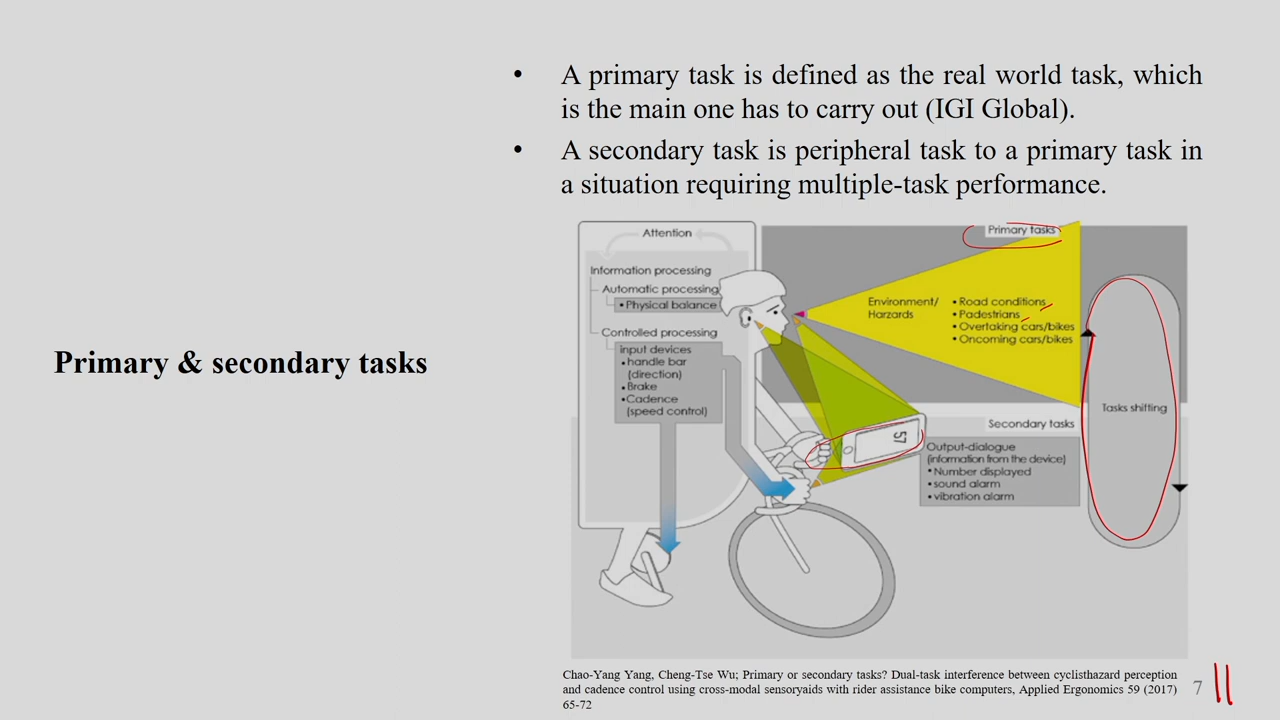 • A primary task is defined as the real world task, which
is the main one has to carry out (IGI Global).
• A secondary task is peripheral task to a primary task in
a situation requiring multiple-task performance.
Primary & secondary tasks
Attention
Information processing
Automatic processing
• Physical balance
Controlled processing
input devices
• handle bar
(direction)
• Brake
• Cadence
(speed control)
Primary tasks
Environment/
Harzards
• Road conditions
• Padestrians
• Overtaking cars/bikes
• Oncoming cars/bikes
Tasks shifting
Secondary tasks
57
Output-dialogue
(information from the device)
• Number displayed
• sound alarm
• vibration alarm
Chao-Yang Yang, Cheng-Tse Wu; Primary or secondary tasks? Dual-task interference between cyclisthazard perception
and cadence control using cross-modal sensoryaids with rider assistance bike computers, Applied Ergonomics 59 (2017)
65-72
7